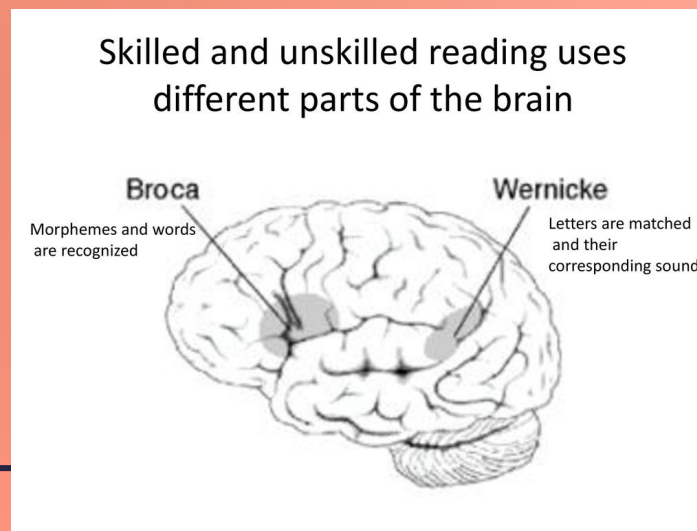 Skilled and unskilled reading uses
different parts of the brain
Broca
Wernicke
Morphemes and words
are recognized
Letters are matched
and their
corresponding sound